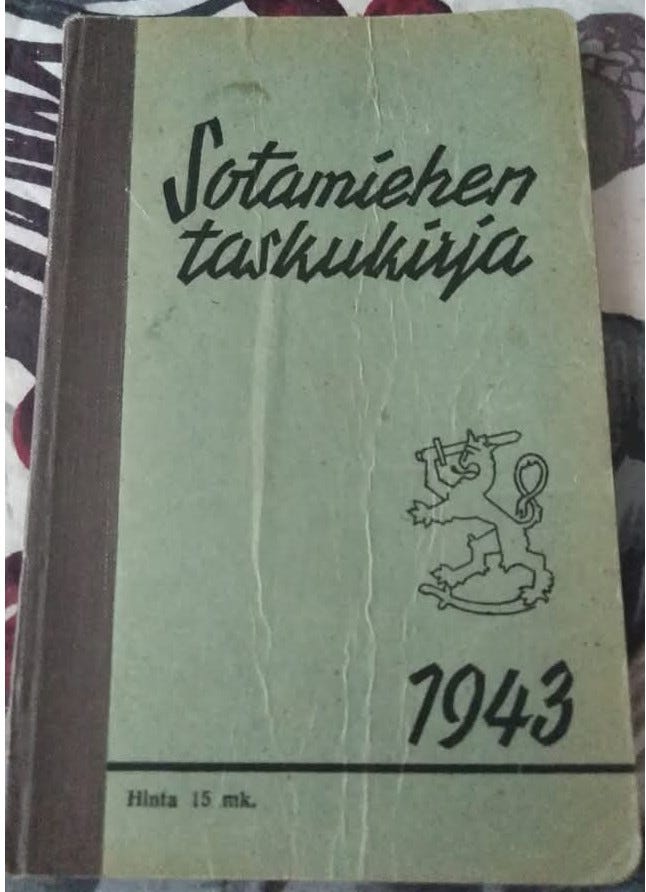 Sotamiehen
taskukirja
1943
Hinta 15 mk.